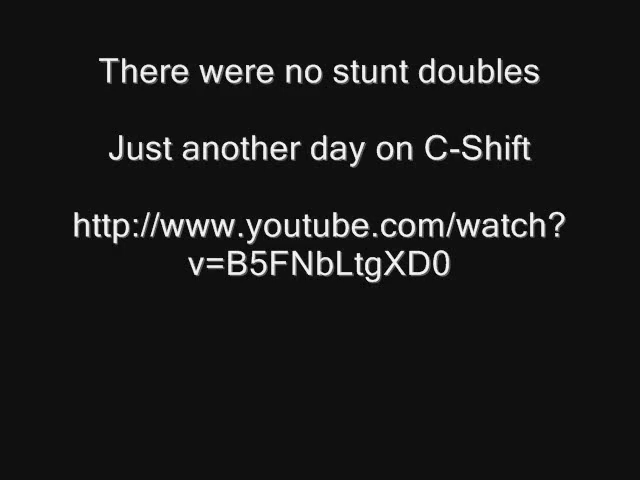 There were no stunt doubles
Just another day on C-Shift
http://www.youtube.com/watch?
v=B5FNbLtgXD0